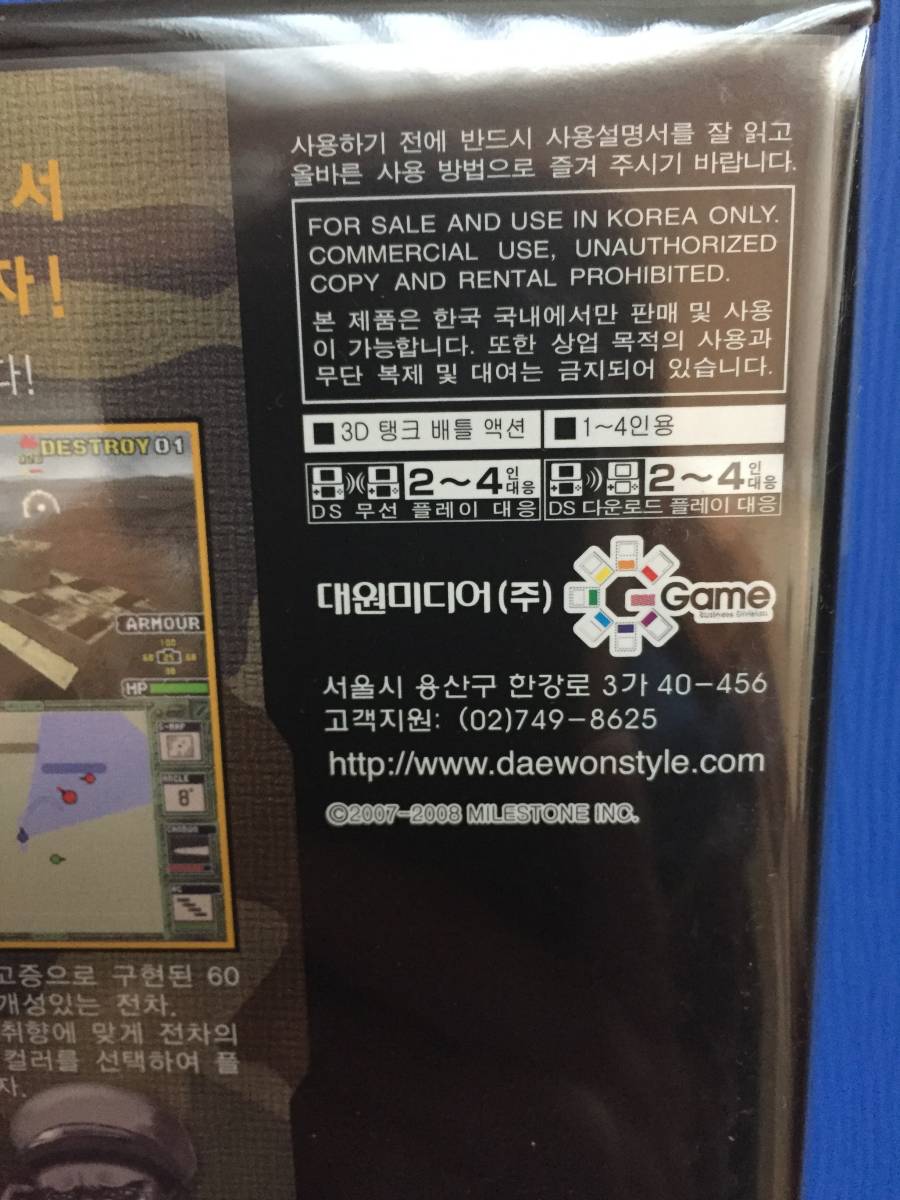 서
자!
다!
DESTROY 01
ARMOUR
HP
ANGLE
8°
사용하기 전에 반드시 사용설명서를 잘 읽고
올바른 사용 방법으로 즐겨 주시기 바랍니다.
FOR SALE AND USE IN KOREA ONLY.
COMMERCIAL USE, UNAUTHORIZED
COPY AND RENTAL PROHIBITED.
본 제품은 한국 국내에서만 판매 및 사용
이 가능합니다. 또한 상업 목적의 사용과
무단 복제 및 대여는 금지되어 있습니다.
■ 3D 탱크 배틀 액션 ■ 1~4인용
2~4인 대응 2~4인 대응
DS 무선 플레이 대응 DS 다운로드 플레이 대응
대원미디어(주) G Game
Business Division
서울시 용산구 한강로 3가 40-456
고객지원: (02)749-8625
http://www.daewonstyle.com
©2007-2008 MILESTONE INC.
고증으로 구현된 60
개성있는 전차.
취향에 맞게 전차의
컬러를 선택하여 플
자.